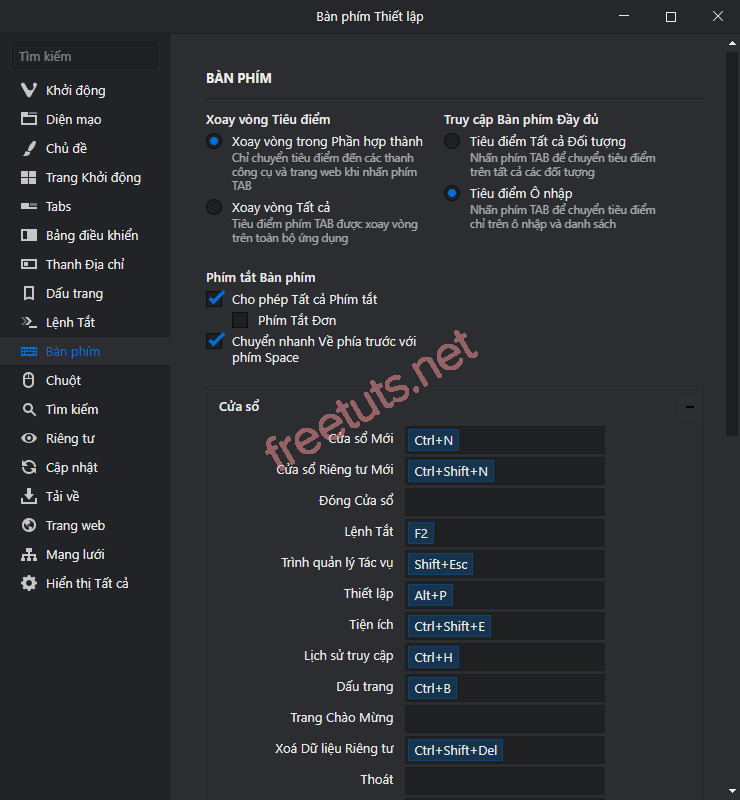 Bàn phím Thiết lập
Tìm kiếm
Khởi động
Diện mạo
Chủ đề
Trang Khởi động
Tabs
Bảng điều khiển
Thanh Địa chỉ
Dấu trang
Lệnh Tắt
Bàn phím
Chuột
Tìm kiếm
Riêng tư
Cập nhật
Tải về
Trang web
Mạng lưới
Hiển thị Tất cả
BÀN PHÍM
Xoay vòng Tiêu điểm
Xoay vòng trong Phần hợp thành
Chỉ chuyển tiêu điểm đến các thanh
công cụ và trang web khi nhấn phím
TAB
Xoay vòng Tất cả
Tiêu điểm phím TAB được xoay vòng
trên toàn bộ ứng dụng
Truy cập Bàn phím Đầy đủ
Tiêu điểm Tất cả Đối tượng
Nhấn phím TAB để chuyển tiêu điểm
trên tất cả các đối tượng
Tiêu điểm Ô nhập
Nhấn phím TAB để chuyển tiêu điểm
chỉ trên ô nhập và danh sách
Phím tắt Bàn phím
Cho phép Tất cả Phím tắt
Phím Tắt Đơn
Chuyển nhanh Về phía trước với
phím Space
freetuts.net
Cửa sổ
Cửa sổ Mới Ctrl+N
Cửa sổ Riêng tư Mới Ctrl+Shift+N
Đóng Cửa sổ
Lệnh Tắt F2
Trình quản lý Tác vụ Shift+Esc
Thiết lập Alt+P
Tiện ích Ctrl+Shift+E
Lịch sử truy cập Ctrl+H
Dấu trang Ctrl+B
Trang Chào Mừng
Xoá Dữ liệu Riêng tư Ctrl+Shift+Del
Thoát